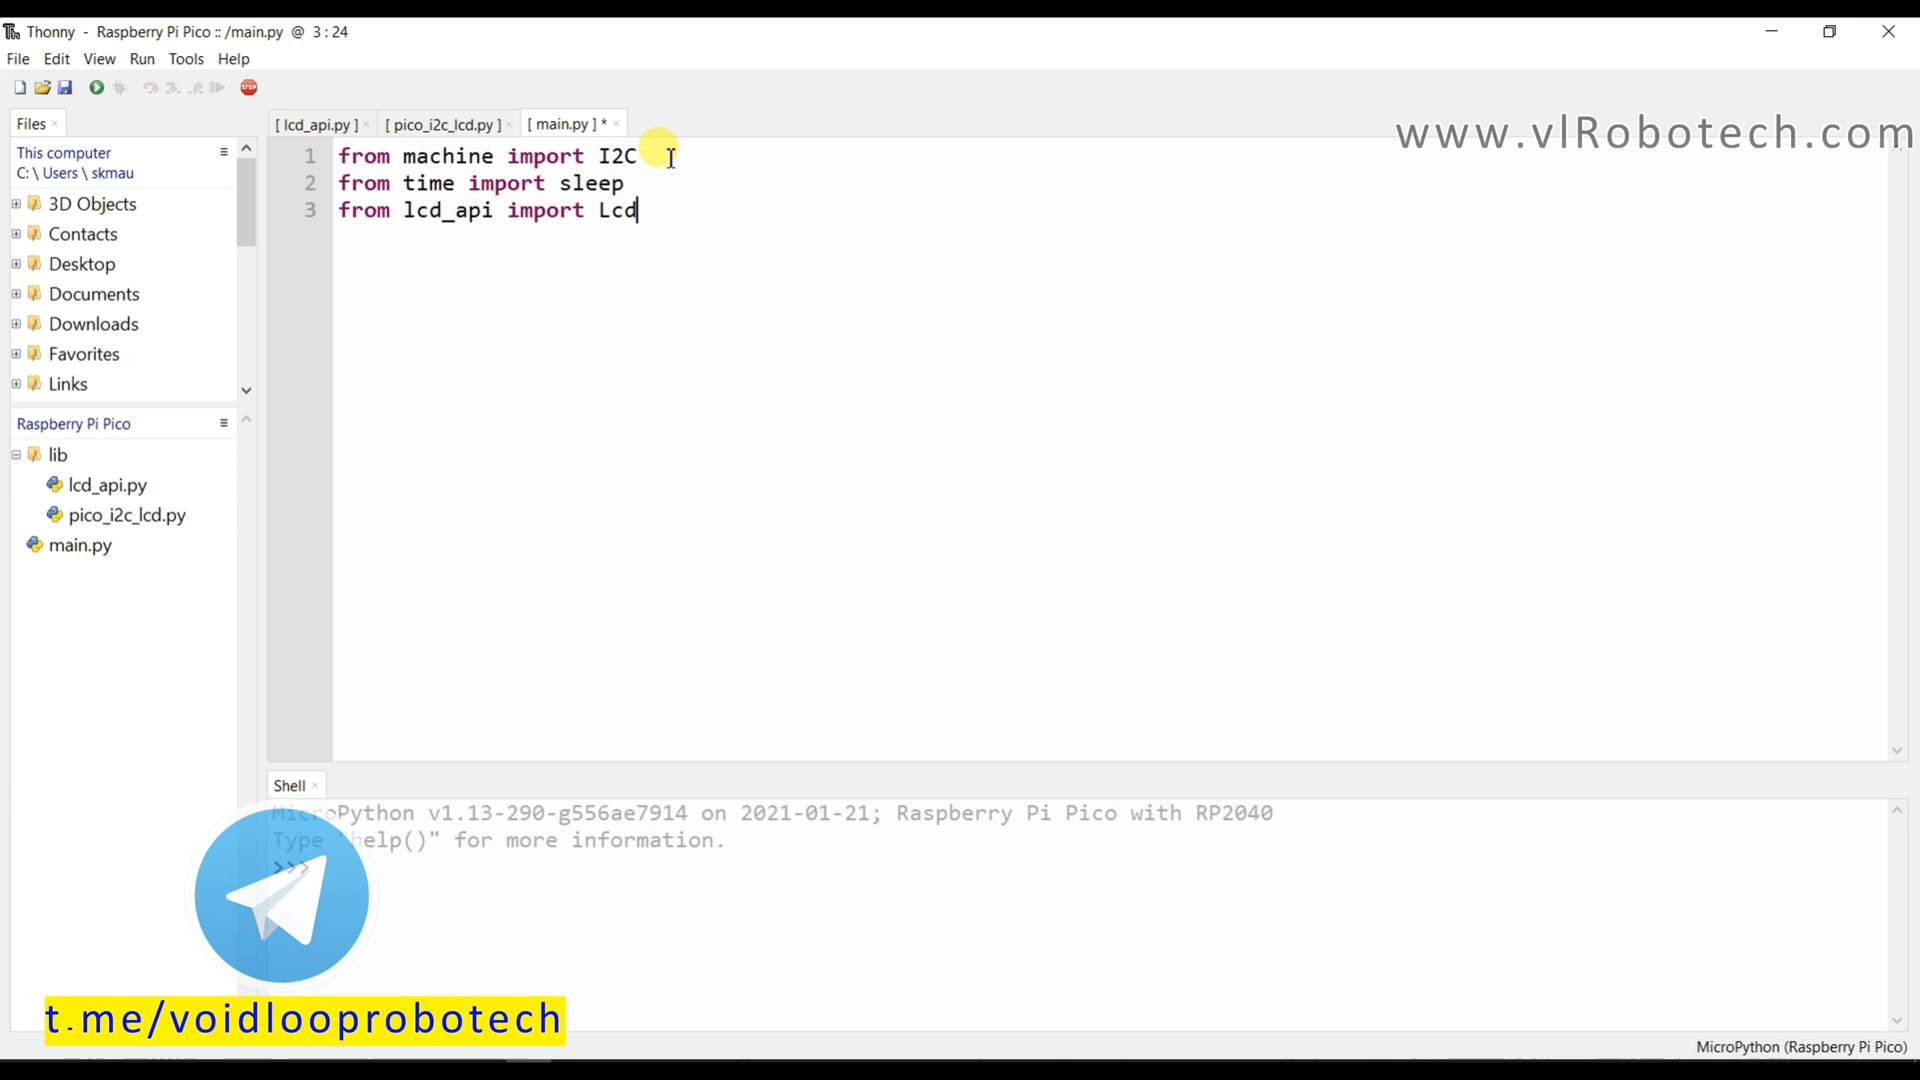 Thonny - Raspberry Pi Pico :: /main.py @ 3 : 24
File Edit View Run Tools Help
STOP
Files
[ lcd_api.py ] [ pico_i2c_lcd.py ] [ main.py ] *
www.vlRobotech.com
This computer
C: \ Users \ skmau
3D Objects
Contacts
Desktop
Documents
Downloads
Favorites
Links
1 from machine import I2C
2 from time import sleep
3 from lcd_api import Lcd
Raspberry Pi Pico
lib
lcd_api.py
pico_i2c_lcd.py
main.py
Shell
MicroPython v1.13-290-g556ae7914 on 2021-01-21; Raspberry Pi Pico with RP2040
Type "help()" for more information.
>>>
t.me/voidlooprobotech
MicroPython (Raspberry Pi Pico)